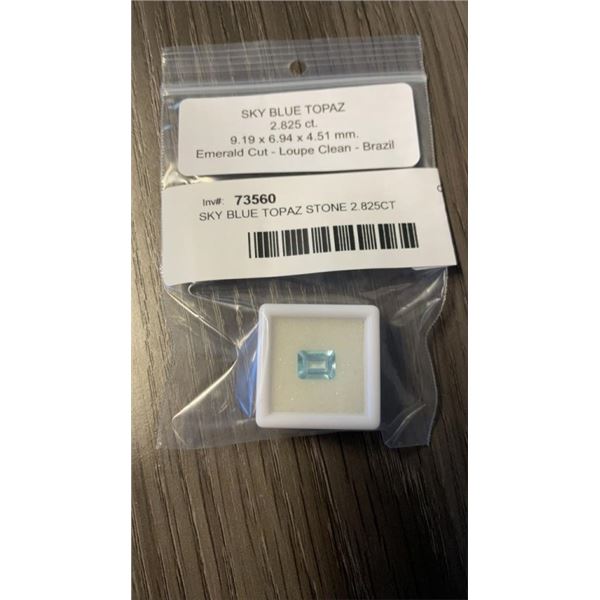 SKY BLUE TOPAZ
2.825 ct.
9.19 x 6.94 x 4.51 mm.
Emerald Cut - Loupe Clean - Brazil
Inv#: 73560
SKY BLUE TOPAZ STONE 2.825CT